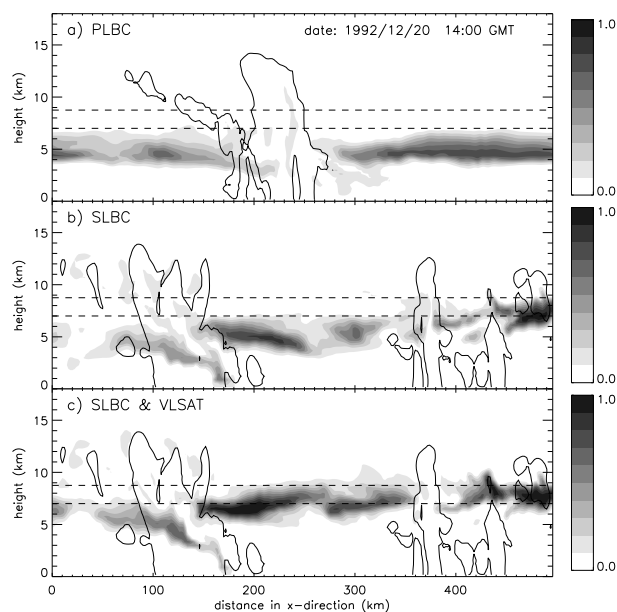 a) PLBC
date: 1992/12/20 14:00 GMT
1.0
15
10
5
0
height (km)
0.0
b) SLBC
1.0
15
10
5
0
height (km)
0.0
c) SLBC & VLSAT
1.0
15
10
5
0
height (km)
0.0
0
100
200
300
400
distance in x-direction (km)